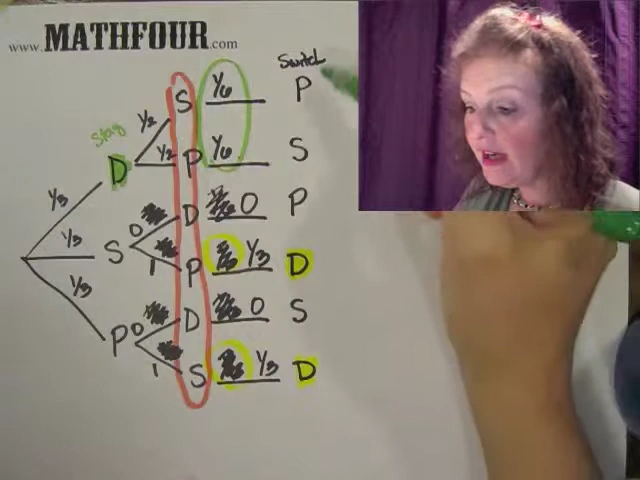 www.MATHFOUR.com
Switch
S 1/6 P
stay 1/2
D 1/2 P 1/6 S
1/3
0 D 0 P
1/3 S
1 P 1/3 D
1/3
0 D 0 S
P
1 S 1/3 D